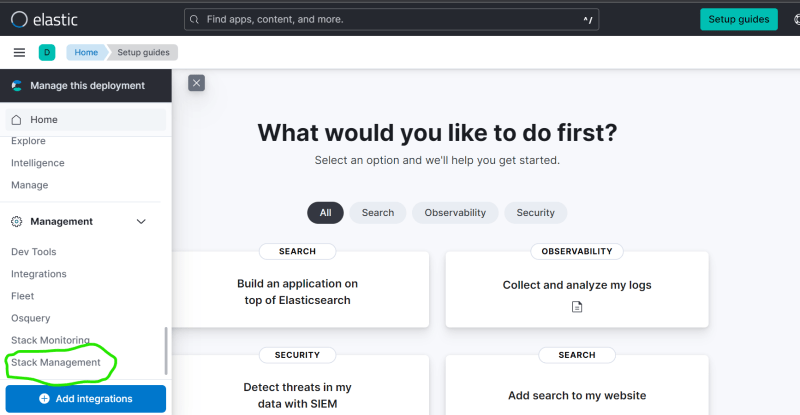 elastic
Find apps, content, and more.
^/
Setup guides
D
Home
Setup guides
Manage this deployment
Home
Explore
Intelligence
Manage
Management
Dev Tools
Integrations
Fleet
Osquery
Stack Monitoring
Stack Management
Add integrations
What would you like to do first?
Select an option and we'll help you get started.
All
Search
Observability
Security
SEARCH
Build an application on
top of Elasticsearch
OBSERVABILITY
Collect and analyze my logs
SECURITY
Detect threats in my
data with SIEM
SEARCH
Add search to my website